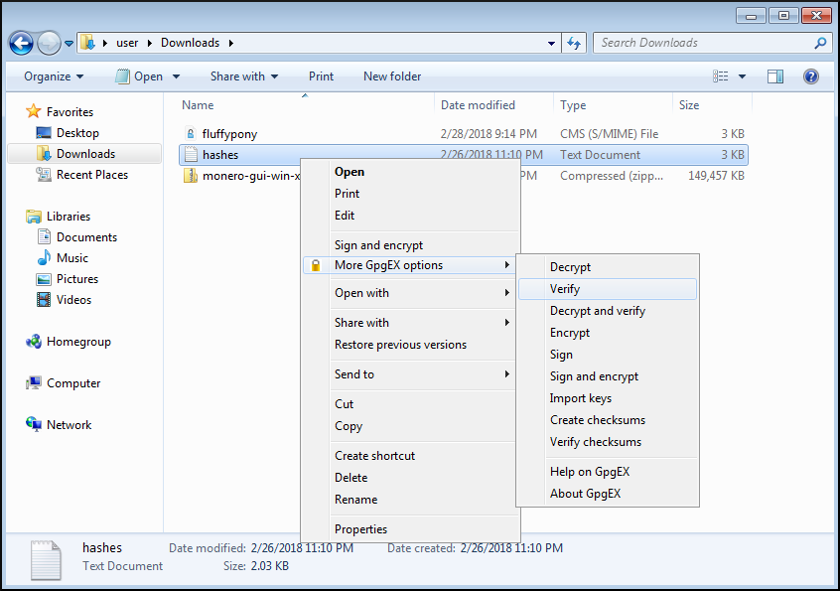 user Downloads
Search Downloads
Organize Open Share with Print New folder
Name Date modified Type Size
Favorites
Desktop
Downloads
Recent Places
Libraries
Documents
Music
Pictures
Videos
Homegroup
Computer
Network
fluffypony 2/28/2018 9:14 PM CMS (S/MIME) File 3 KB
hashes 2/26/2018 11:10 PM Text Document 3 KB
monero-gui-win-x PM Compressed (zipp... 149,457 KB
Open
Print
Edit
Sign and encrypt
More GpgEX options
Open with
Share with
Restore previous versions
Send to
Cut
Copy
Create shortcut
Delete
Rename
Properties
Decrypt
Verify
Decrypt and verify
Encrypt
Sign
Sign and encrypt
Import keys
Create checksums
Verify checksums
Help on GpgEX
About GpgEX
hashes Date modified: 2/26/2018 11:10 PM Date created: 2/26/2018 11:10 PM
Text Document Size: 2.03 KB